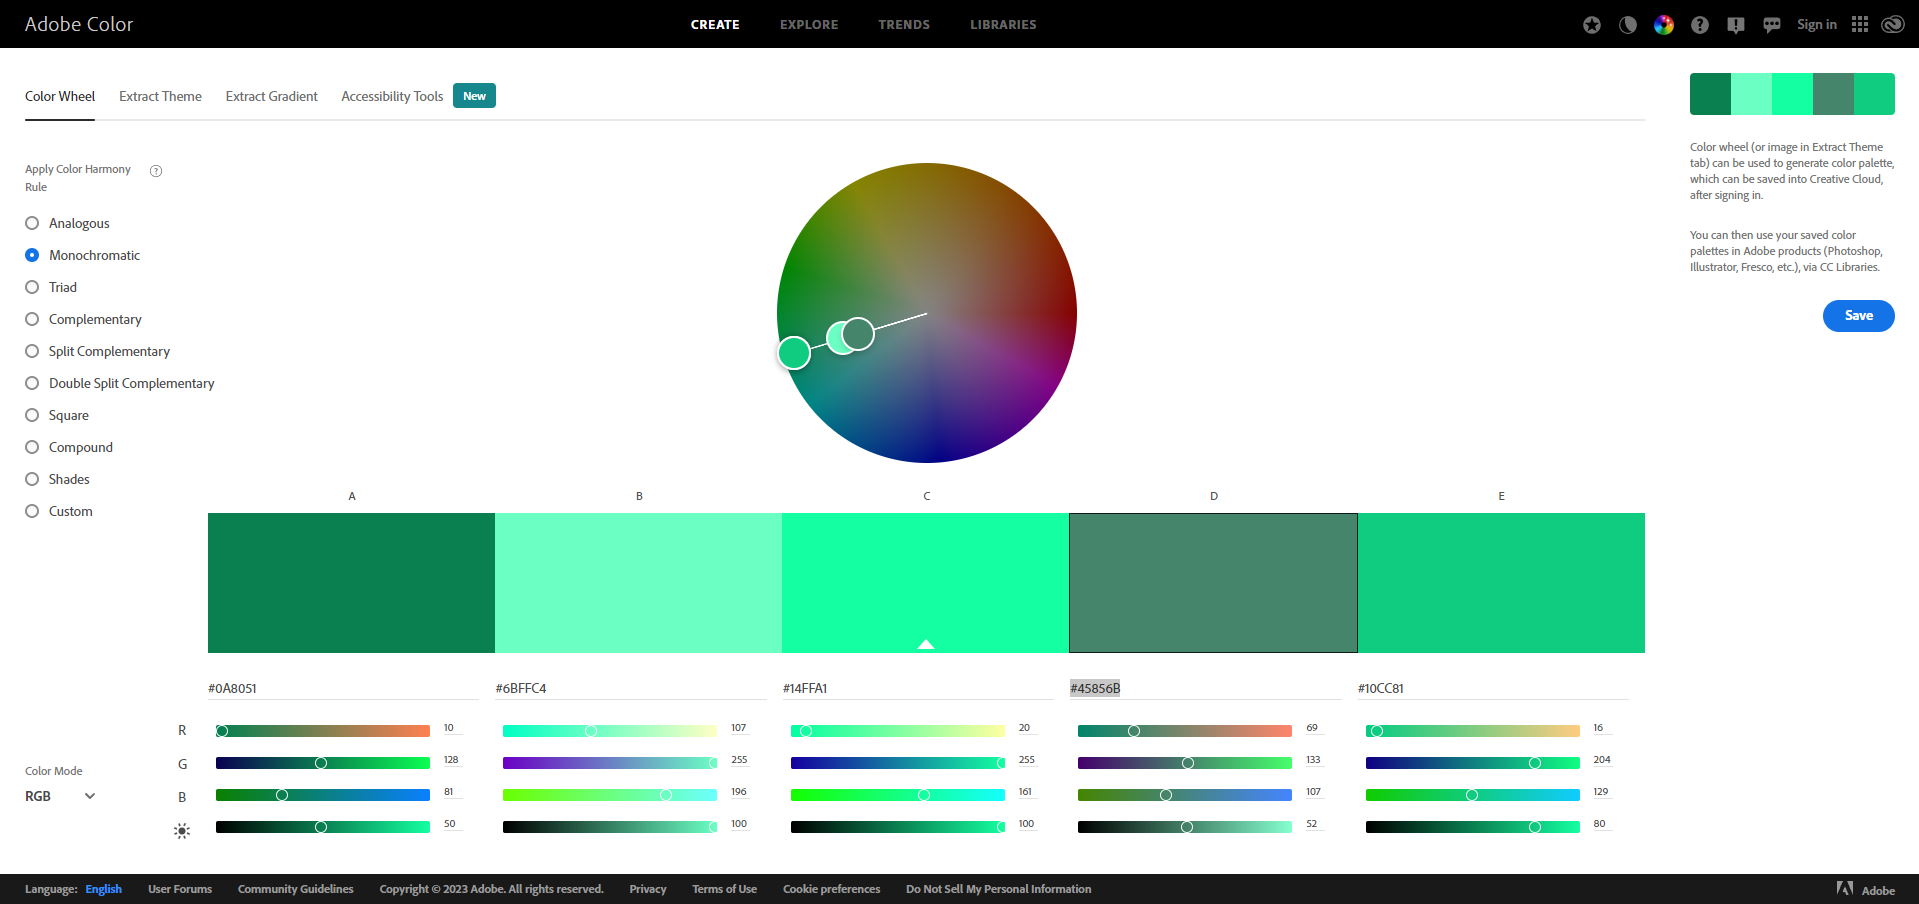 Adobe Color
CREATE EXPLORE TRENDS LIBRARIES
Sign in
Color Wheel Extract Theme Extract Gradient Accessibility Tools New
Apply Color Harmony
Rule
?
Analogous
Monochromatic
Triad
Complementary
Split Complementary
Double Split Complementary
Square
Compound
Shades
Custom
Color wheel (or image in Extract Theme
tab) can be used to generate color palette,
which can be saved into Creative Cloud,
after signing in.
You can then use your saved color
palettes in Adobe products (Photoshop,
Illustrator, Fresco, etc.), via CC Libraries.
Save
A B C D E
#0A8051 #6BFFC4 #14FFA1 #45856B #10CC81
R 10 107 20 69 16
G 128 255 255 133 204
B 81 196 161 107 129
50 100 100 52 80
Color Mode
RGB
Language: English User Forums Community Guidelines Copyright © 2023 Adobe. All rights reserved. Privacy Terms of Use Cookie preferences Do Not Sell My Personal Information
Adobe